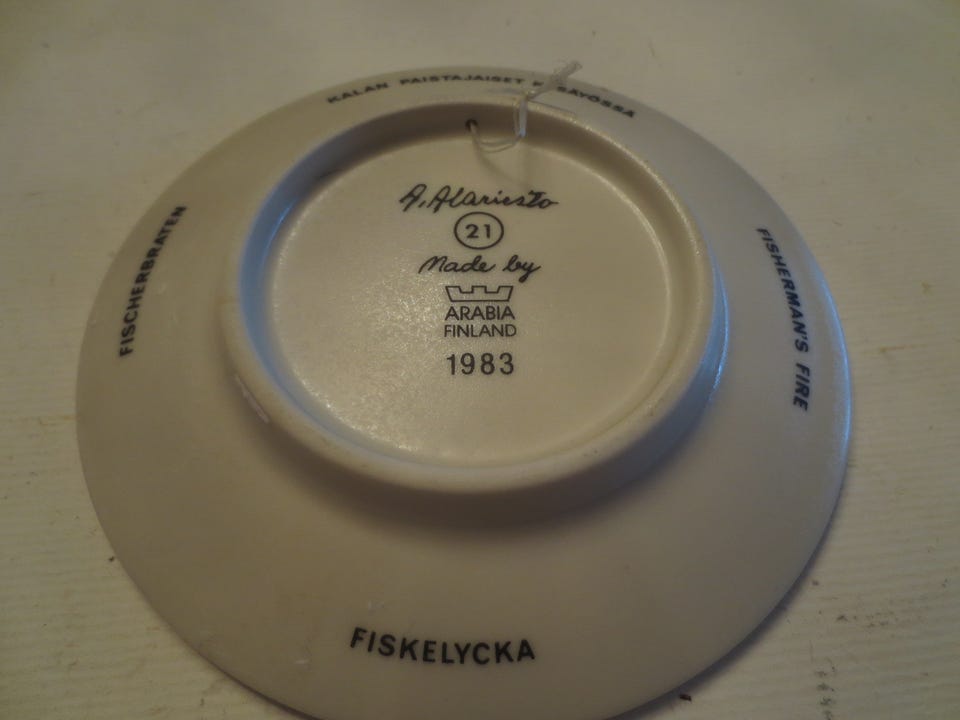 KALAN PAISTAJAISET
A. Alariesto
21
Made by
ARABIA
FINLAND
1983
FISCHERBRATEN
FISHERMAN'S FIRE
FISKELYCKA